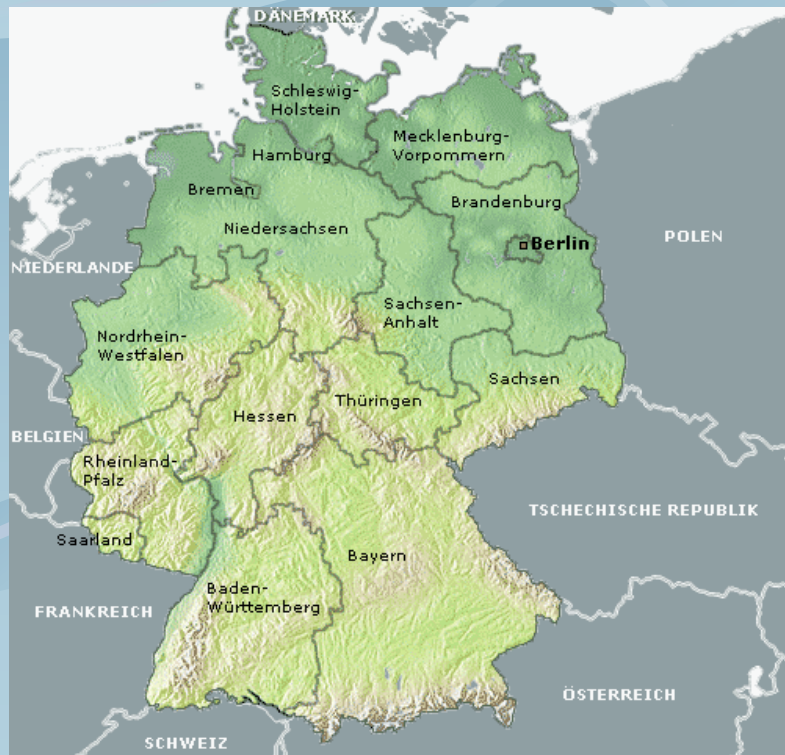 DÄNEMARK
Schleswig-
Holstein
Mecklenburg-
Vorpommern
Hamburg
Bremen
Brandenburg
Niedersachsen
Berlin
POLEN
NIEDERLANDE
Sachsen-
Anhalt
Nordrhein-
Westfalen
Sachsen
Thüringen
Hessen
BELGIEN
Rheinland-
Pfalz
TSCHECHISCHE REPUBLIK
Saarland
Bayern
Baden-
Württemberg
FRANKREICH
ÖSTERREICH
SCHWEIZ